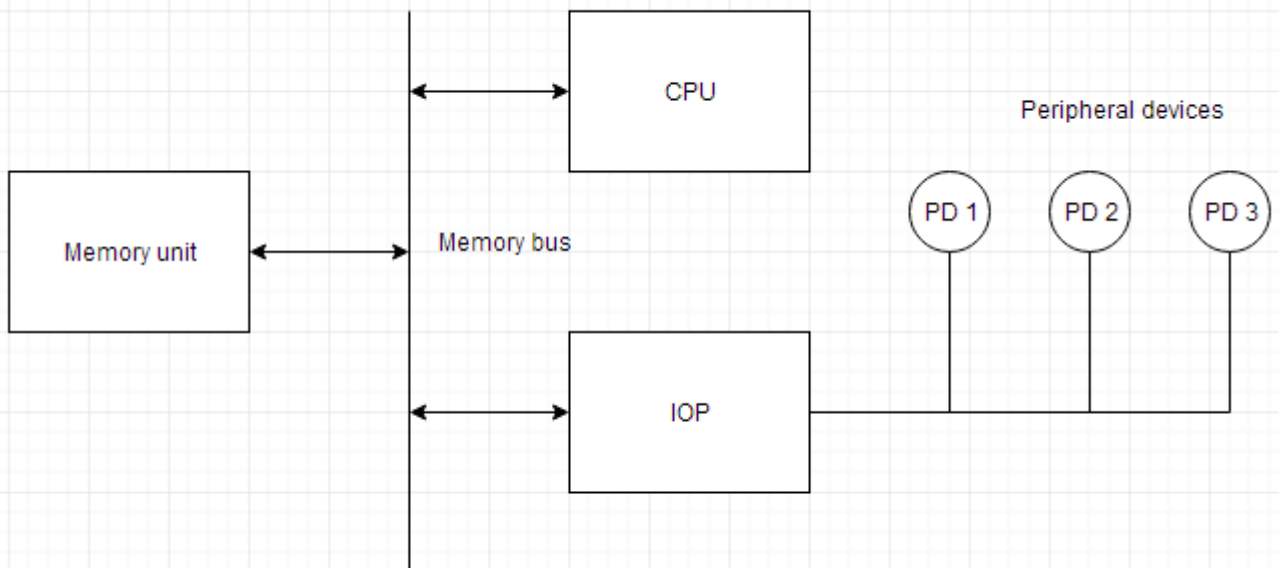 CPU
Peripheral devices
PD 1
PD 2
PD 3
Memory unit
Memory bus
IOP